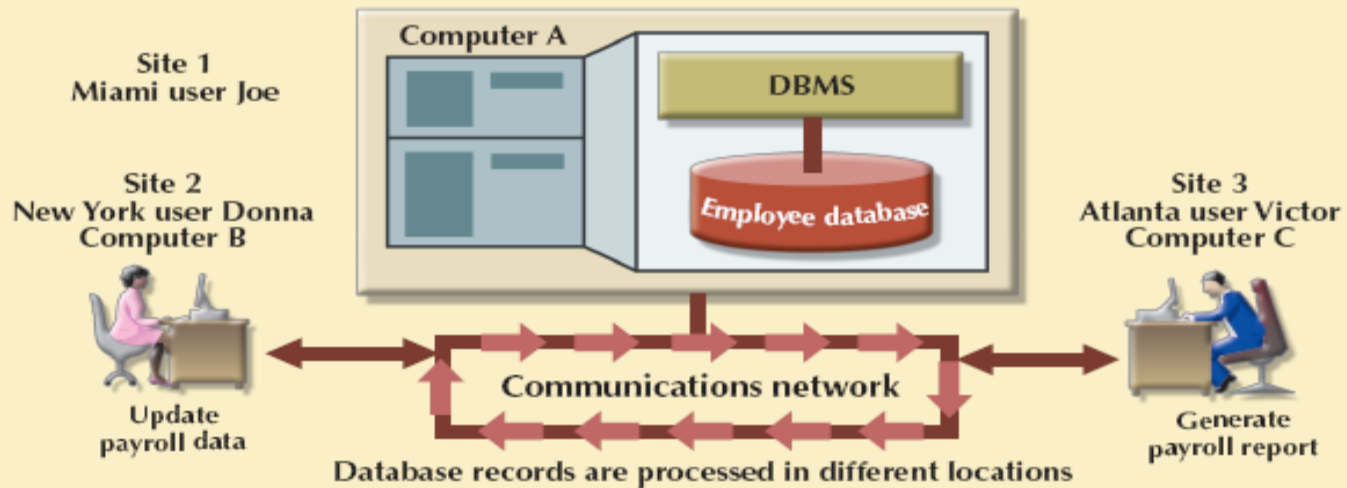 Computer A
Site 1
Miami user Joe
DBMS
Employee database
Site 2
New York user Donna
Computer B
Site 3
Atlanta user Victor
Computer C
Communications network
Update
payroll data
Generate
payroll report
Database records are processed in different locations